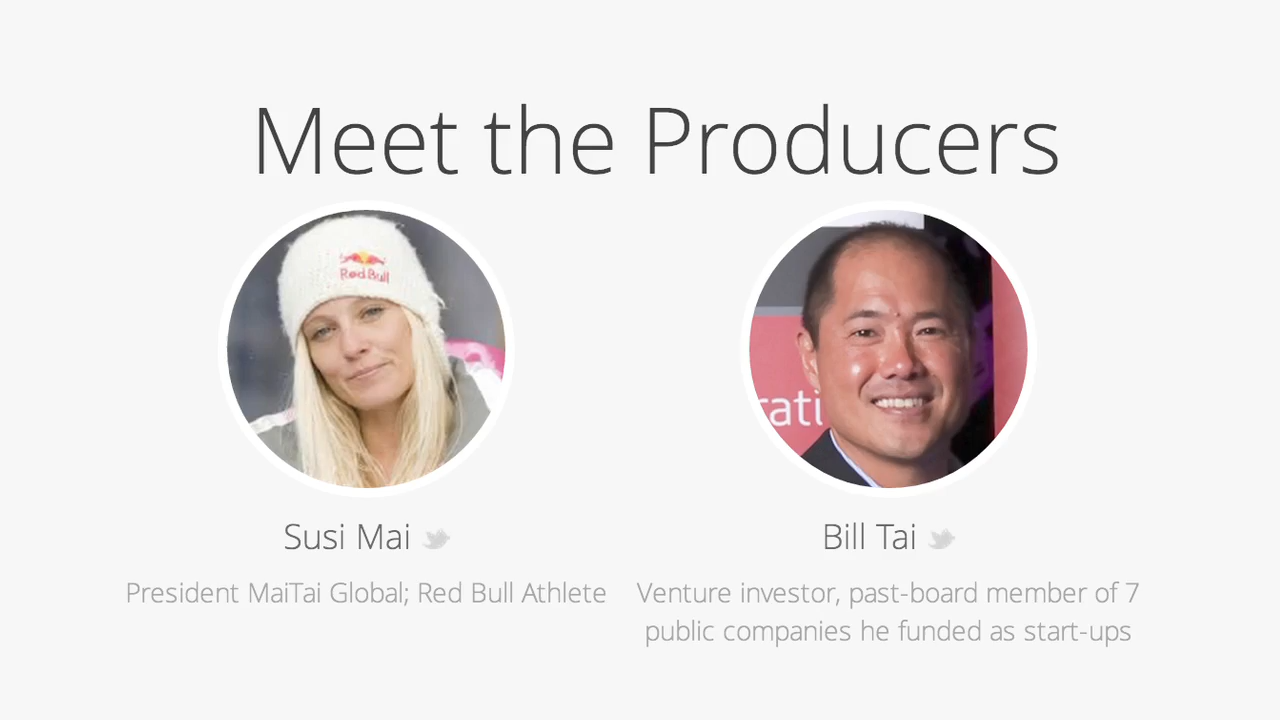 Meet the Producers
Red Bull
rati
Susi Mai
Bill Tai
President MaiTai Global; Red Bull Athlete
Venture investor, past-board member of 7
public companies he funded as start-ups